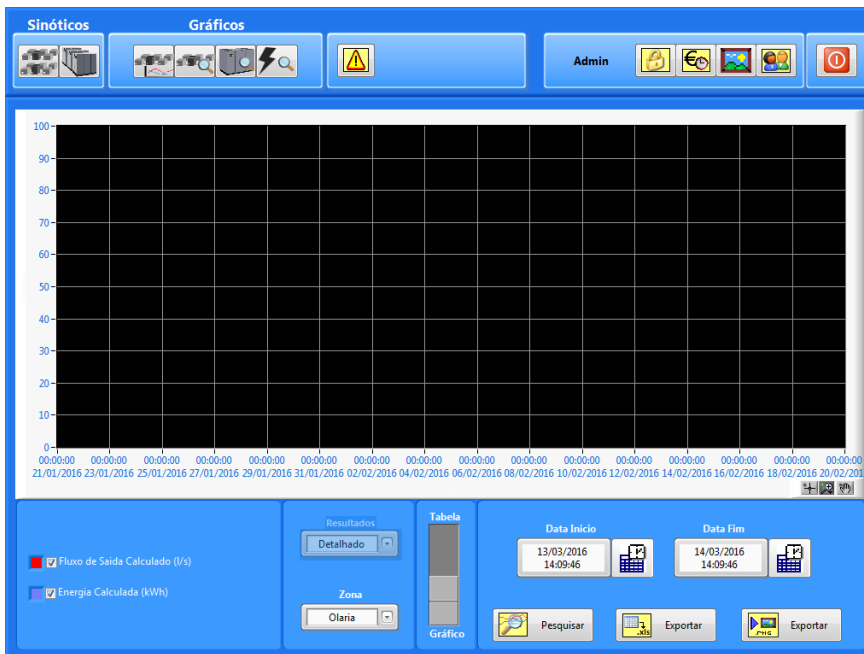 Sinóticos Gráficos
Admin
100
90
80
70
60
50
40
30
20
10
0
00:00:00 00:00:00 00:00:00 00:00:00 00:00:00 00:00:00 00:00:00 00:00:00 00:00:00 00:00:00 00:00:00 00:00:00 00:00:00 00:00:00 00:00:00 00:00:00
21/01/2016 23/01/2016 25/01/2016 27/01/2016 29/01/2016 31/01/2016 02/02/2016 04/02/2016 06/02/2016 08/02/2016 10/02/2016 12/02/2016 14/02/2016 16/02/2016 18/02/2016 20/02/201
Fluxo de Saida Calculado (l/s)
Energia Calculada (kWh)
Resultados
Detalhado
Zona
Olaria
Tabela
Gráfico
Data Inicio Data Fim
13/03/2016 14/03/2016
14:09:46 14:09:46
Pesquisar
.xls
Exportar
.PNG
Exportar